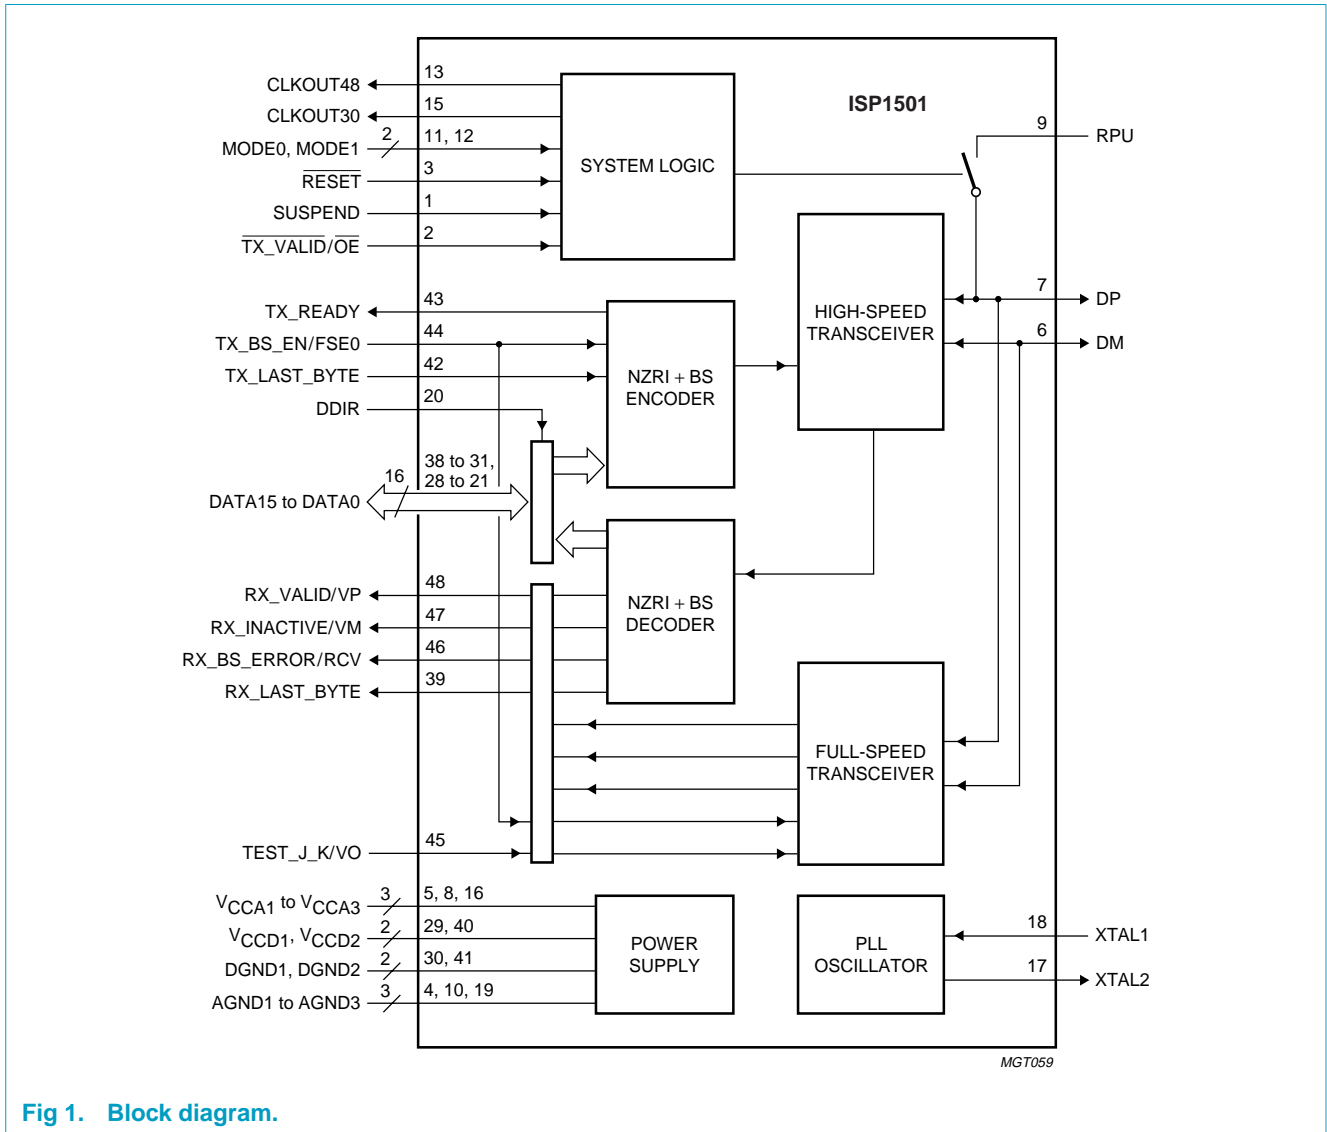 ISP1501
CLKOUT48
13
CLKOUT30
15
MODE0, MODE1
2
11, 12
RESET
3
SUSPEND
1
TX_VALID/OE
2
SYSTEM LOGIC
9
RPU
TX_READY
43
TX_BS_EN/FSE0
44
TX_LAST_BYTE
42
DDIR
20
NZRI + BS
ENCODER
HIGH-SPEED
TRANSCEIVER
7
DP
6
DM
DATA15 to DATA0
16
38 to 31,
28 to 21
RX_VALID/VP
48
RX_INACTIVE/VM
47
RX_BS_ERROR/RCV
46
RX_LAST_BYTE
39
NZRI + BS
DECODER
FULL-SPEED
TRANSCEIVER
TEST_J_K/VO
45
VCCA1 to VCCA3
3
5, 8, 16
VCCD1, VCCD2
2
29, 40
DGND1, DGND2
2
30, 41
AGND1 to AGND3
3
4, 10, 19
POWER
SUPPLY
PLL
OSCILLATOR
18
XTAL1
17
XTAL2
MGT059
Fig 1. Block diagram.